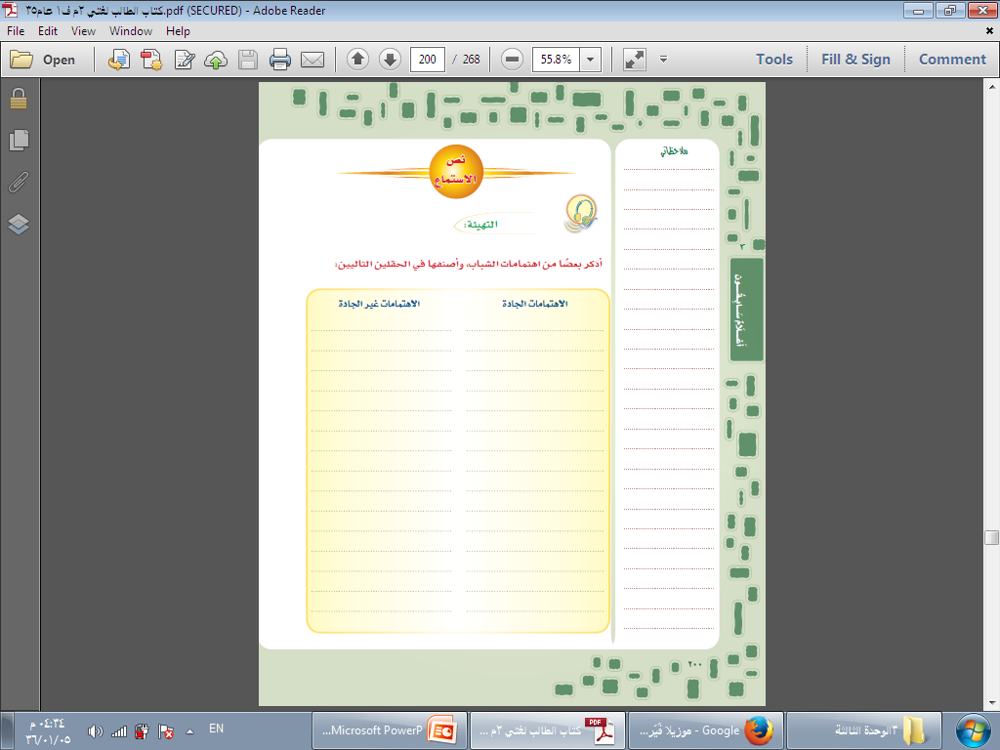 كتاب الطالب لغتي ٢م ف١ عام٣٥.pdf (SECURED) - Adobe Reader
File Edit View Window Help
Open 200 / 268 55.8% Tools Fill & Sign Comment
ملاحظاتي
نص
الاستماع
التهيئة:
أذكر بعضًا من اهتمامات الشباب، وأصنفها في الحقلين التاليين:
الاهتمامات الجادة
الاهتمامات غير الجادة
٣
٢٠٠
٠٤:٣٤ م
٣٦/٠١/٠٥
EN
Microsoft PowerP...
كتاب الطالب لغتي ٢م ...
Google - موزيلا فَيَر...
٣الوحدة الثالثة